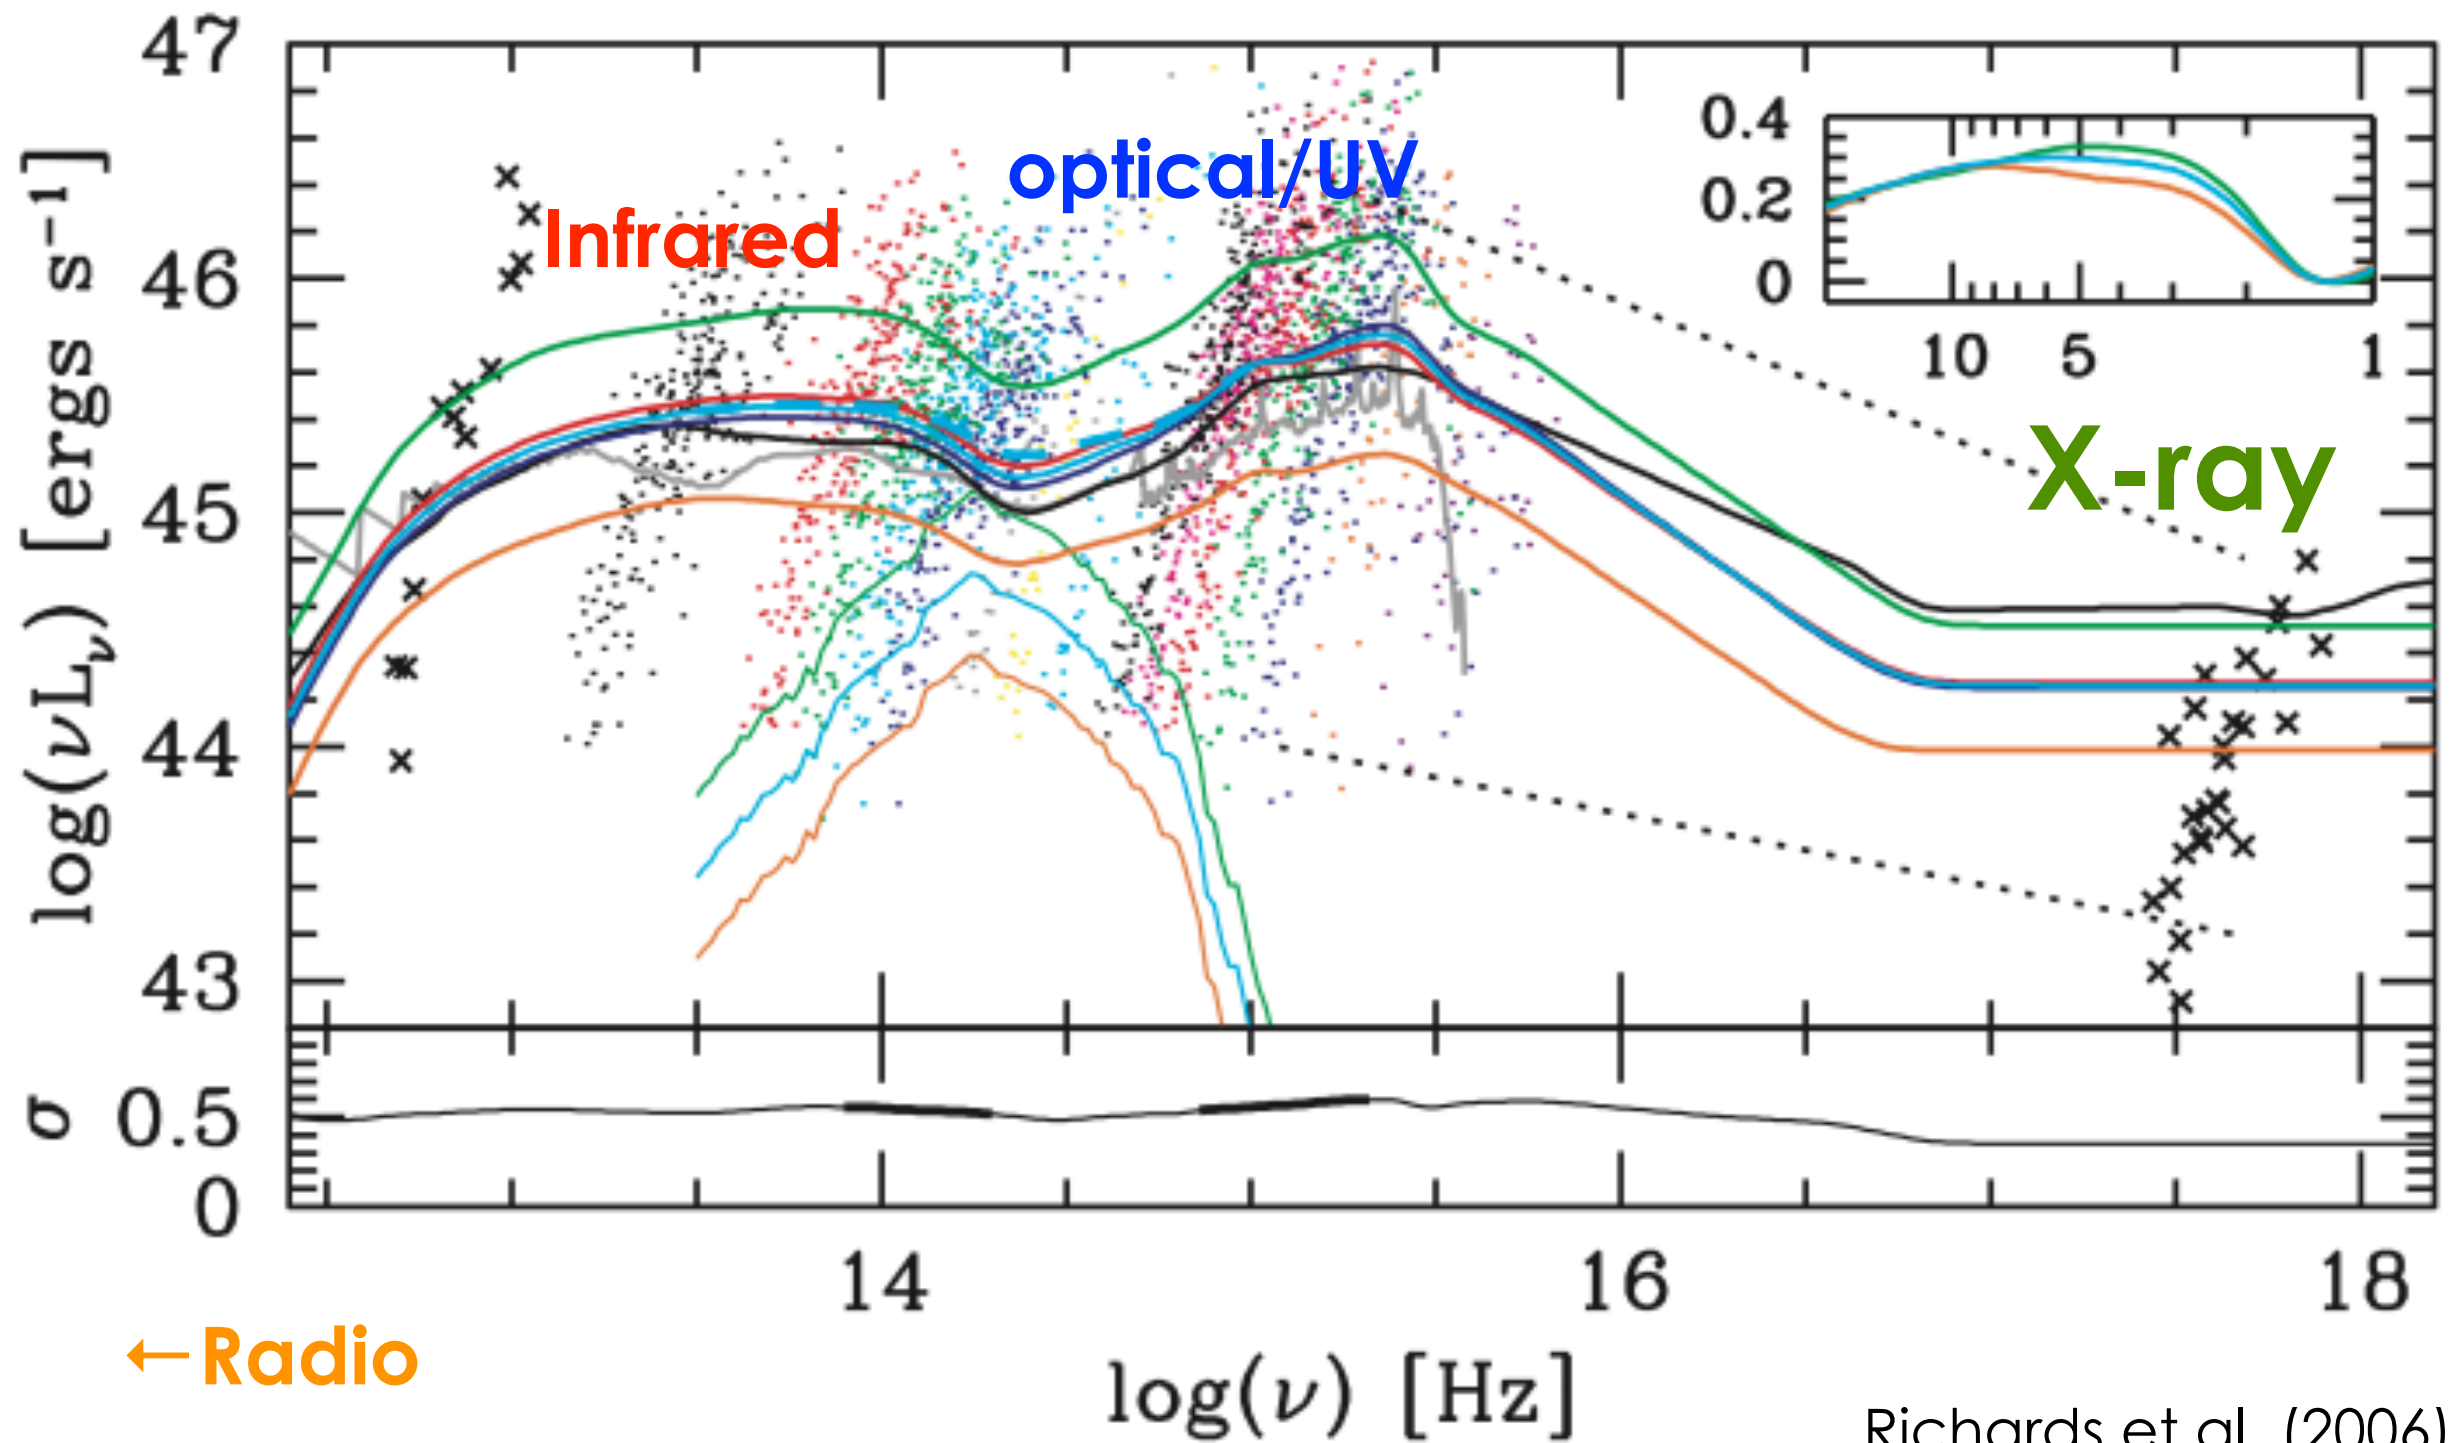 47
46
45
44
43
log(νL_ν) [ergs s⁻¹]
Infrared
optical/UV
X-ray
0.4
0.2
0
10 5 1
σ
0.5
0
14 16 18
←Radio
log(ν) [Hz]
Richards et al. (2006)